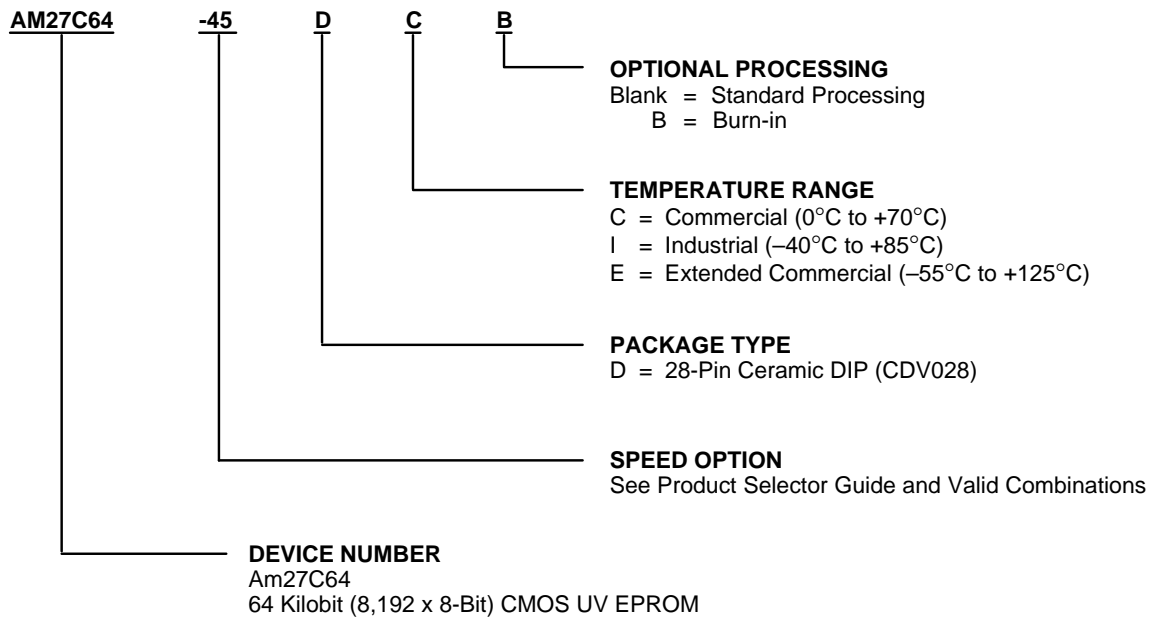 AM27C64 -45 D C B
OPTIONAL PROCESSING
Blank = Standard Processing
B = Burn-in
TEMPERATURE RANGE
C = Commercial (0°C to +70°C)
I = Industrial (–40°C to +85°C)
E = Extended Commercial (–55°C to +125°C)
PACKAGE TYPE
D = 28-Pin Ceramic DIP (CDV028)
SPEED OPTION
See Product Selector Guide and Valid Combinations
DEVICE NUMBER
Am27C64
64 Kilobit (8,192 x 8-Bit) CMOS UV EPROM